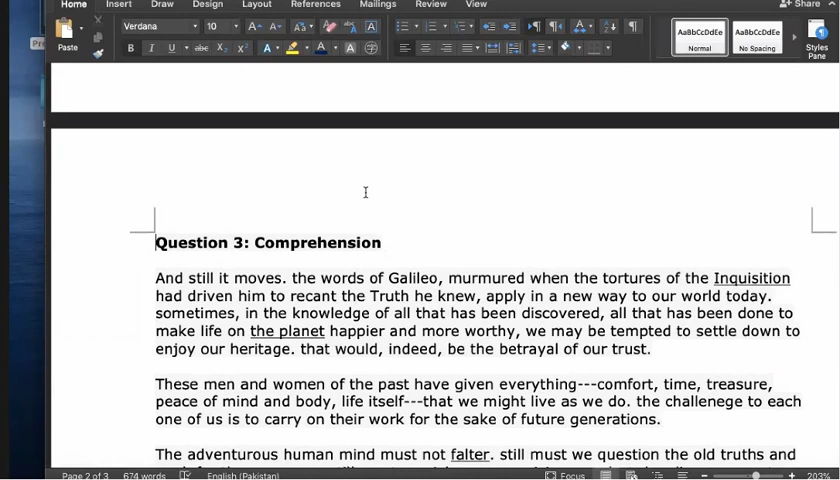 Home Insert Draw Design Layout References Mailings Review View Share
Paste
Verdana 10
AaBbCcDdEe AaBbCcDdEe
Normal No Spacing Styles Pane
Question 3: Comprehension
And still it moves. the words of Galileo, murmured when the tortures of the Inquisition
had driven him to recant the Truth he knew, apply in a new way to our world today.
sometimes, in the knowledge of all that has been discovered, all that has been done to
make life on the planet happier and more worthy, we may be tempted to settle down to
enjoy our heritage. that would, indeed, be the betrayal of our trust.
These men and women of the past have given everything---comfort, time, treasure,
peace of mind and body, life itself---that we might live as we do. the challenege to each
one of us is to carry on their work for the sake of future generations.
The adventurous human mind must not falter. still must we question the old truths and
Page 2 of 3 674 words English (Pakistan) Focus 203%